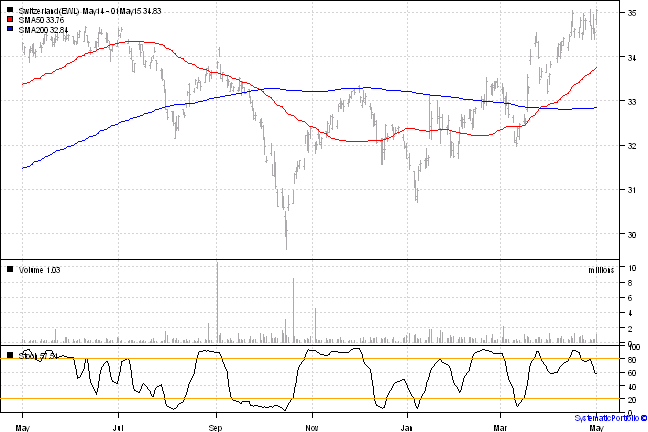 Switzerland (EWL) May14 - 01May15 34.83
SMA50 33.76
SMA200 32.84
35
34
33
32
31
30
Volume 1.03
millions
10
8
6
4
2
0
100
80
60
40
20
0
May Jul Sep Nov Jan Mar May
SystematicPortfolio ©